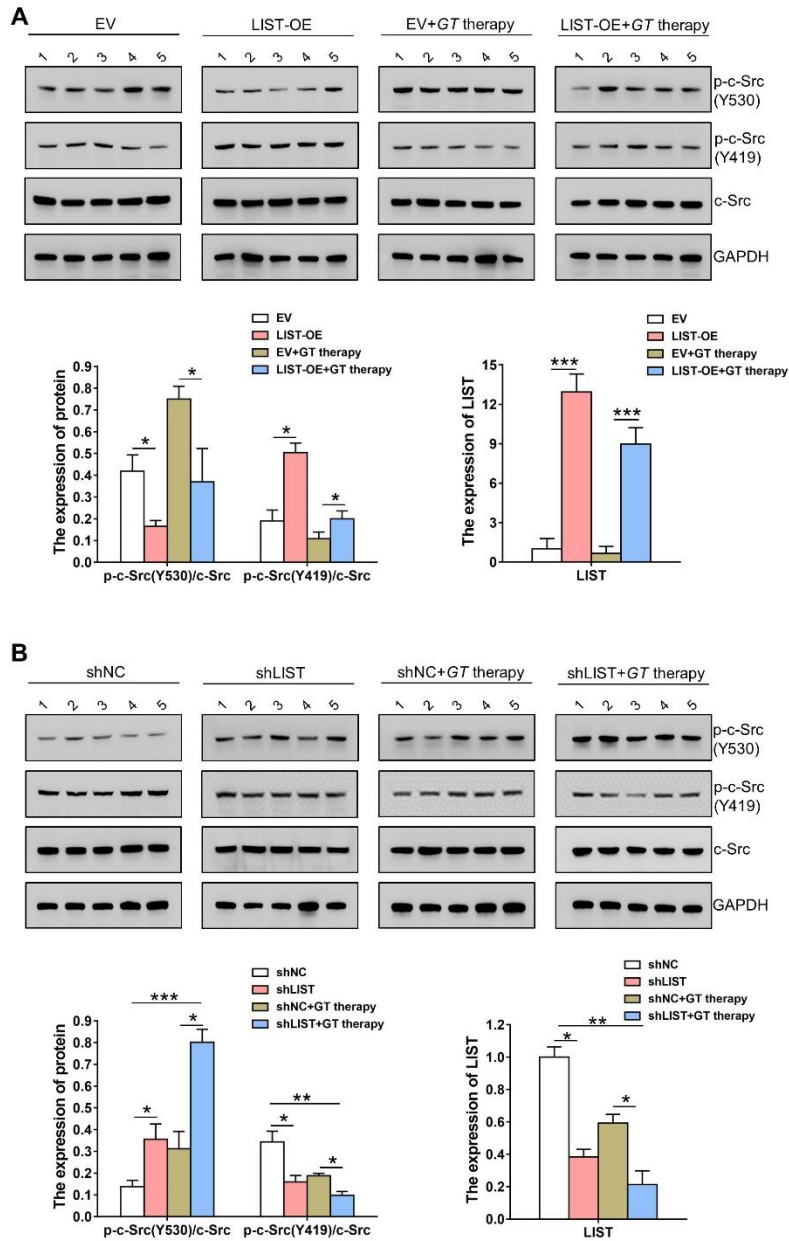 A
EV
LIST-OE
EV+GT therapy
LIST-OE+GT therapy
1 2 3 4 5
1 2 3 4 5
1 2 3 4 5
1 2 3 4 5
p-c-Src
(Y530)
p-c-Src
(Y419)
c-Src
GAPDH
EV
LIST-OE
EV+GT therapy
LIST-OE+GT therapy
The expression of protein
0.9
0.8
0.7
0.6
0.5
0.4
0.3
0.2
0.1
0.0
*
*
*
*
p-c-Src(Y530)/c-Src
p-c-Src(Y419)/c-Src
EV
LIST-OE
EV+GT therapy
LIST-OE+GT therapy
The expression of LIST
15
12
9
6
3
0
***
***
LIST
B
shNC
shLIST
shNC+GT therapy
shLIST+GT therapy
1 2 3 4 5
1 2 3 4 5
1 2 3 4 5
1 2 3 4 5
p-c-Src
(Y530)
p-c-Src
(Y419)
c-Src
GAPDH
shNC
shLIST
shNC+GT therapy
shLIST+GT therapy
The expression of protein
0.9
0.8
0.7
0.6
0.5
0.4
0.3
0.2
0.1
0.0
***
*
*
**
*
*
p-c-Src(Y530)/c-Src
p-c-Src(Y419)/c-Src
shNC
shLIST
shNC+GT therapy
shLIST+GT therapy
The expression of LIST
1.2
1.0
0.8
0.6
0.4
0.2
0.0
**
*
*
LIST